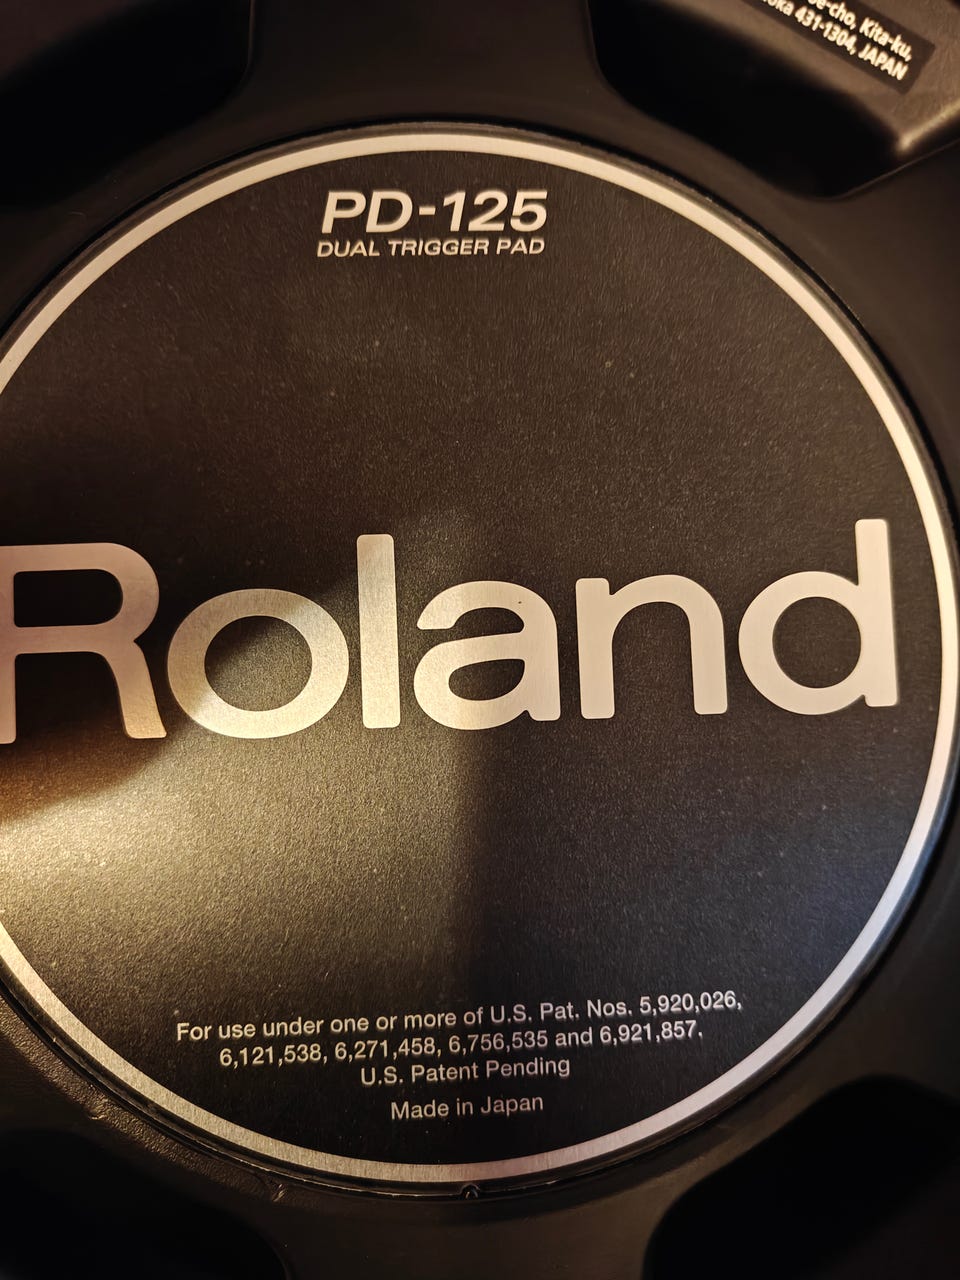 Kita-ku,
431-1304, JAPAN
PD-125
DUAL TRIGGER PAD
Roland
For use under one or more of U.S. Pat. Nos. 5,920,026,
6,121,538, 6,271,458, 6,756,535 and 6,921,857.
U.S. Patent Pending
Made in Japan